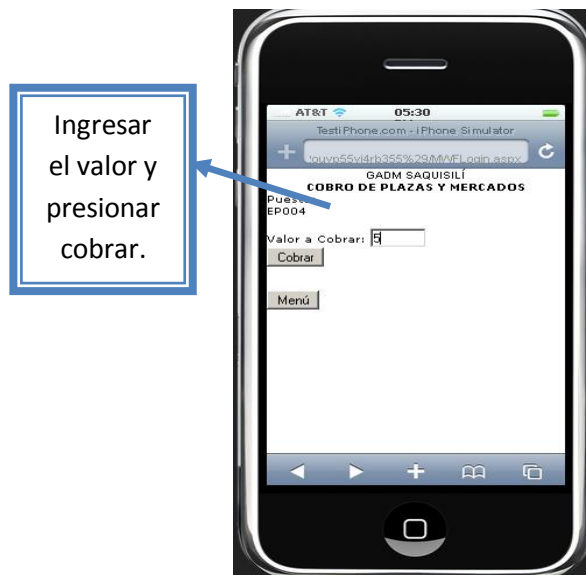 Ingresar
el valor y
presionar
cobrar.
AT&T 05:30
TestiPhone.com - iPhone Simulator
GADM SAQUISILÍ
COBRO DE PLAZAS Y MERCADOS
EP004
Valor a Cobrar: 5
Cobrar
Menú